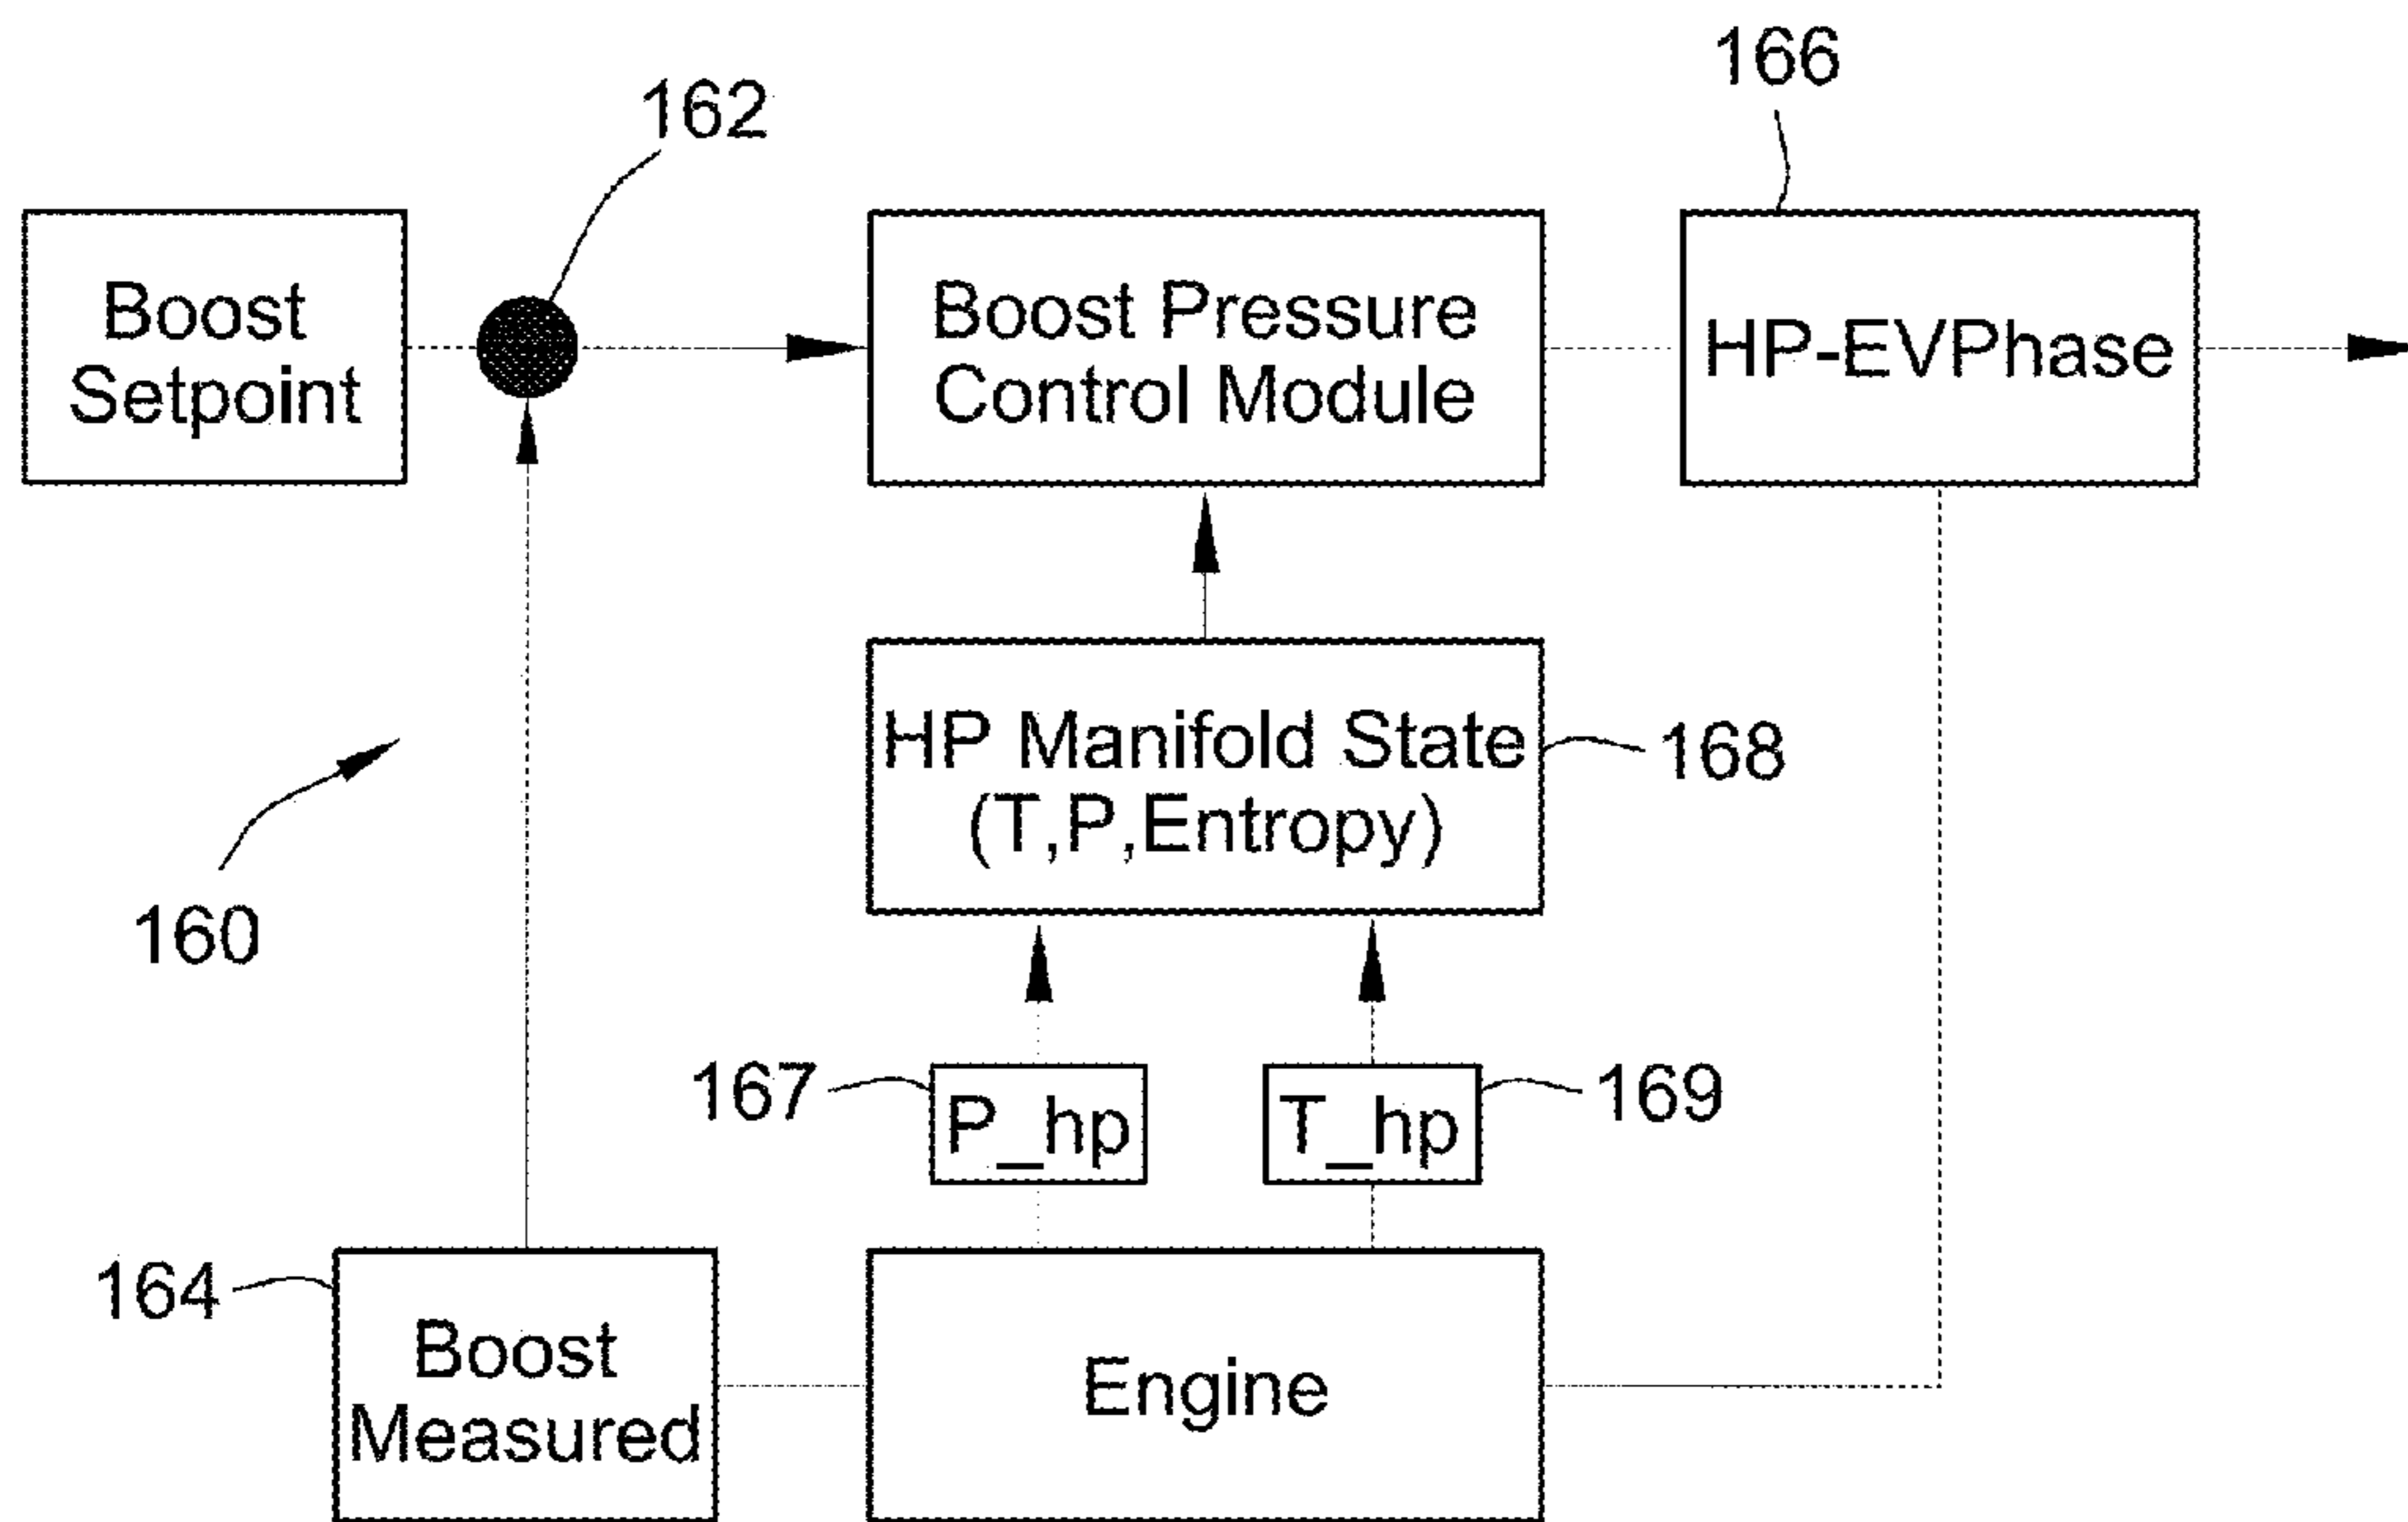 166
162
Boost
Setpoint
Boost Pressure
Control Module
HP-EVPhase
HP Manifold State
(T,P,Entropy)
168
160
167
P_hp
T_hp
169
164
Boost
Measured
Engine